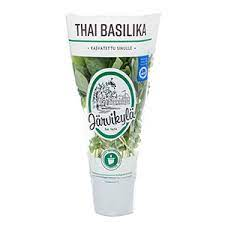 THAI BASILIKA
• KASVATETTU SINULLE •
Järvikylä